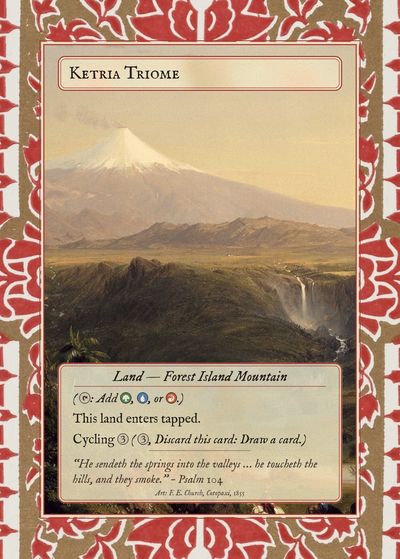 Ketria Triome
Land — Forest Island Mountain
(: Add , , or .)
This land enters tapped.
Cycling 3 (3, Discard this card: Draw a card.)
“He sendeth the springs into the valleys ... he toucheth the
hills, and they smoke.” – Psalm 104
Art: F. E. Church, Cotopaxi, 1855